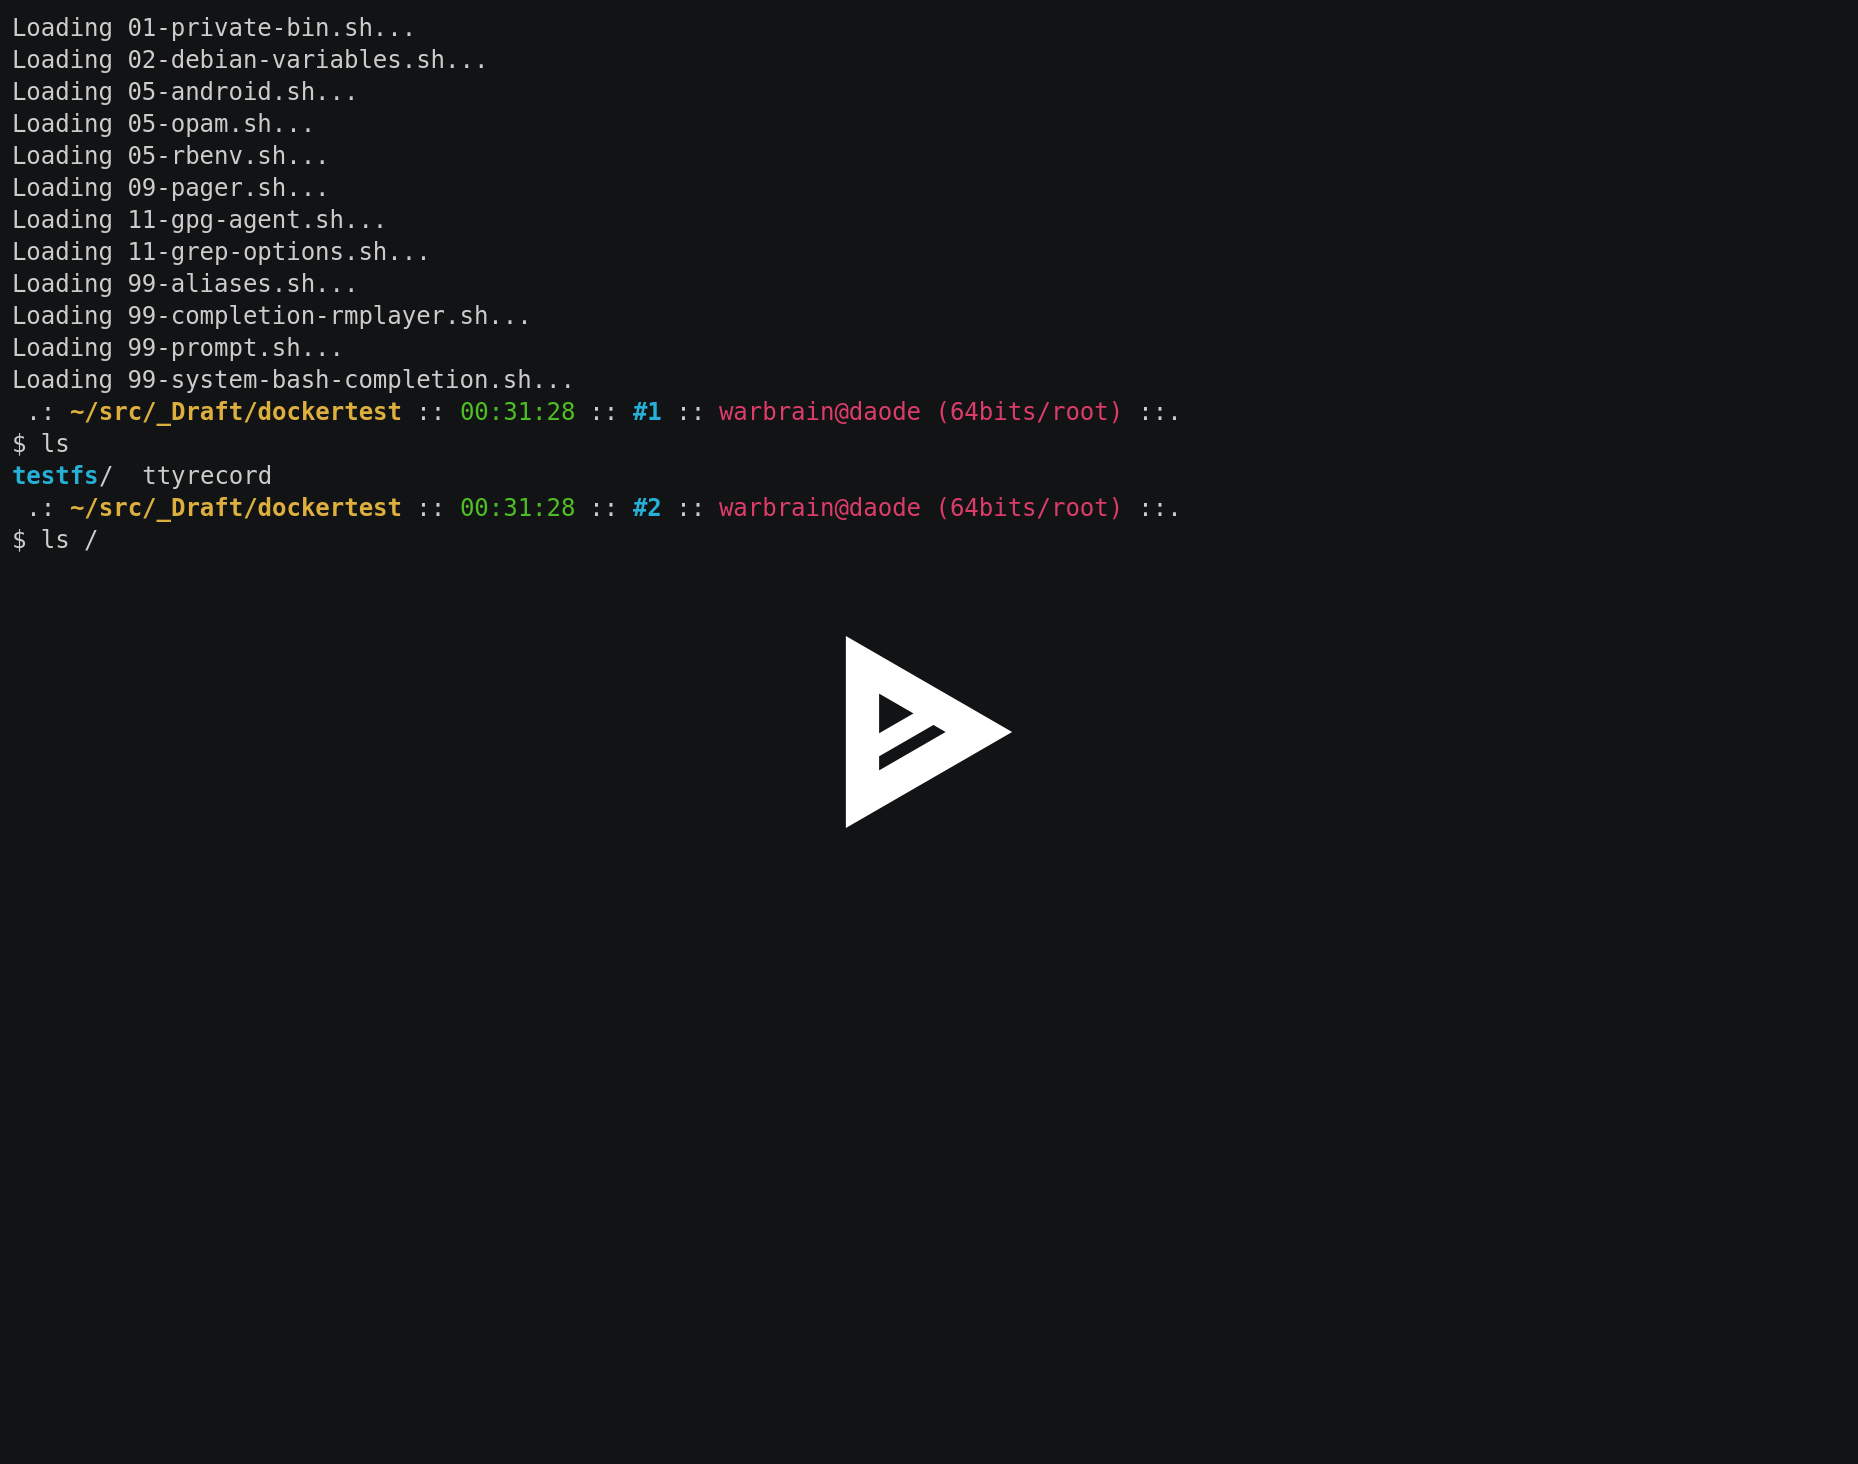 Loading 01-private-bin.sh...
Loading 02-debian-variables.sh...
Loading 05-android.sh...
Loading 05-opam.sh...
Loading 05-rbenv.sh...
Loading 09-pager.sh...
Loading 11-gpg-agent.sh...
Loading 11-grep-options.sh...
Loading 99-aliases.sh...
Loading 99-completion-rmplayer.sh...
Loading 99-prompt.sh...
Loading 99-system-bash-completion.sh...
 .: ~/src/_Draft/dockertest :: 00:31:28 :: #1 :: warbrain@daode (64bits/root) ::.
$ ls
testfs/  ttyrecord
 .: ~/src/_Draft/dockertest :: 00:31:28 :: #2 :: warbrain@daode (64bits/root) ::.
$ ls /